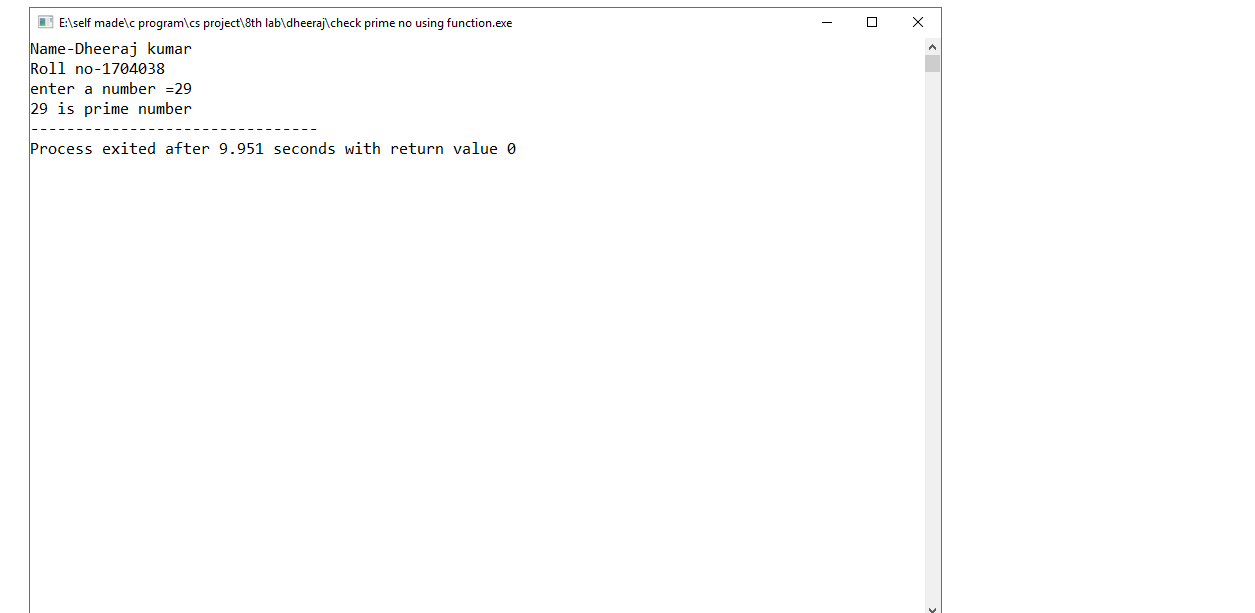 E:\self made\c program\cs project\8th lab\dheeraj\check prime no using function.exe
Name-Dheeraj kumar
Roll no-1704038
enter a number =29
29 is prime number
--------------------------------
Process exited after 9.951 seconds with return value 0